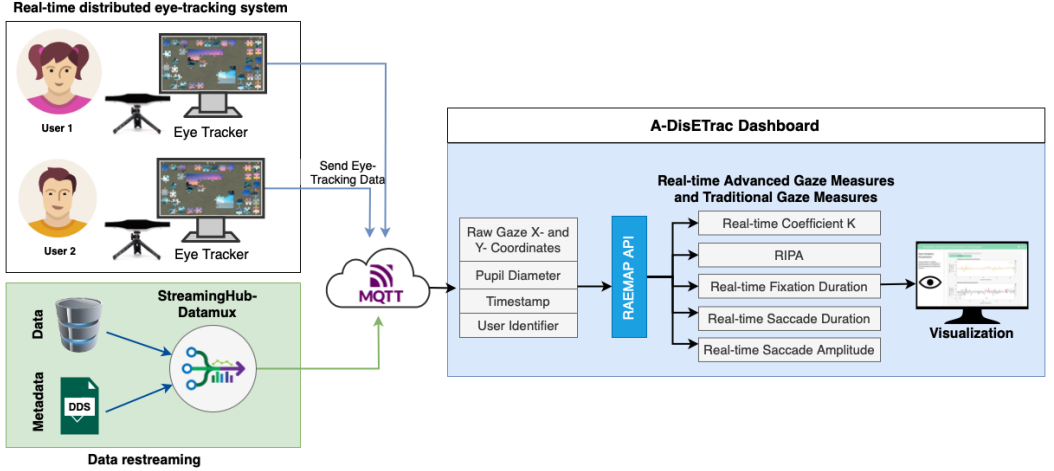 Real-time distributed eye-tracking system
User 1
Eye Tracker
User 2
Eye Tracker
Send Eye-
Tracking Data
MQTT
StreamingHub-
Datamux
Data
Metadata
DDS
Data restreaming
A-DisETrac Dashboard
Real-time Advanced Gaze Measures
and Traditional Gaze Measures
Raw Gaze X- and
Y- Coordinates
Pupil Diameter
Timestamp
User Identifier
RAEMAP API
Real-time Coefficient K
RIPA
Real-time Fixation Duration
Real-time Saccade Duration
Real-time Saccade Amplitude
Visualization